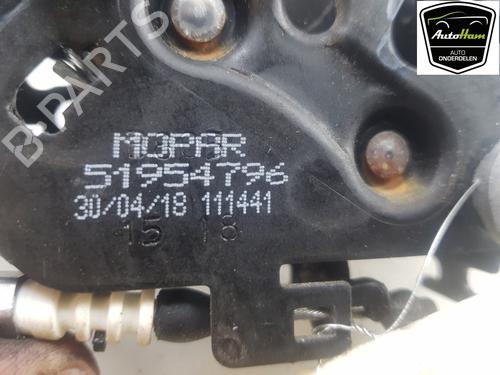 AutoHam
AUTO
ONDERDELEN
B PARTS
MOPAR
51954796
30/04/18 111441
15 18